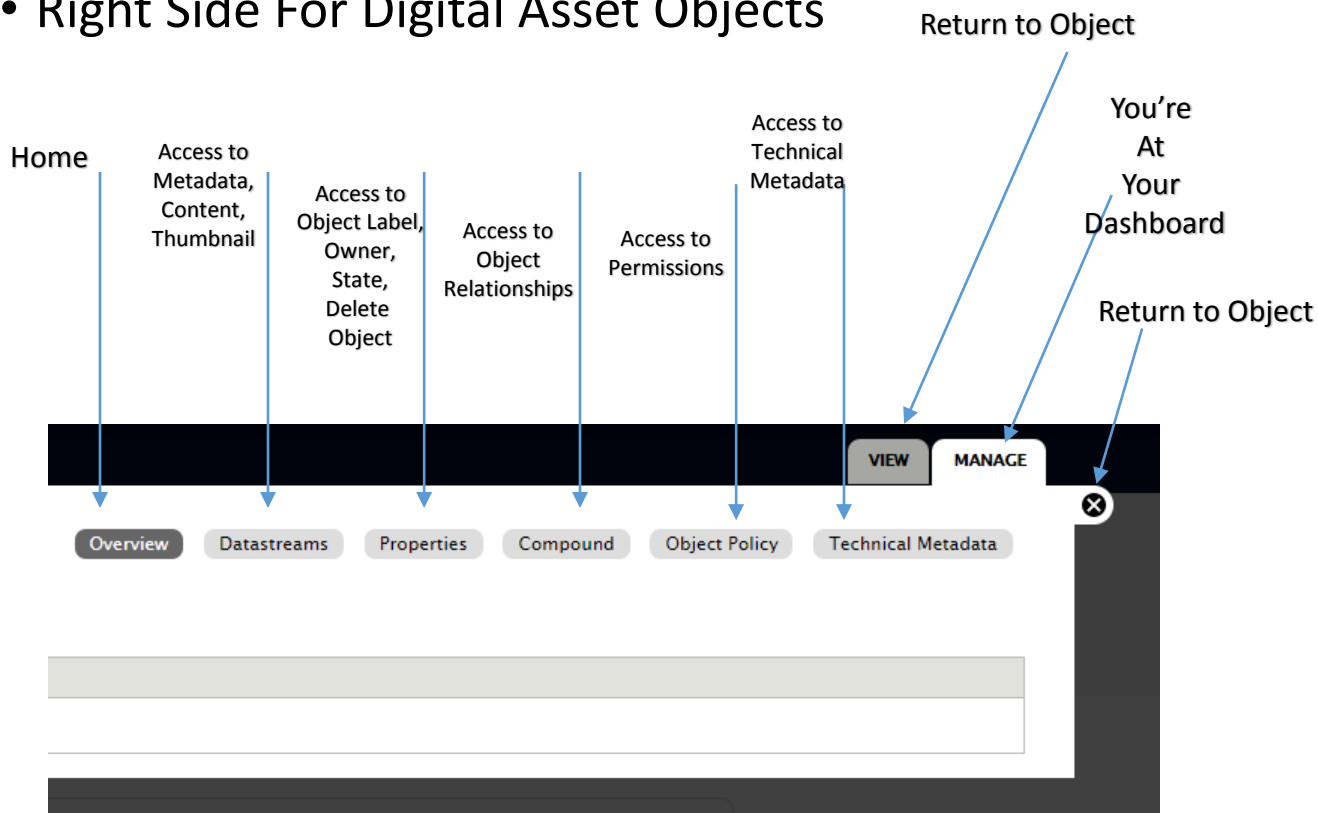 • Right Side For Digital Asset Objects
Return to Object
Home
Access to
Metadata,
Content,
Thumbnail
Access to
Object Label,
Owner,
State,
Delete
Object
Access to
Object
Relationships
Access to
Permissions
Access to
Technical
Metadata
You're
At
Your
Dashboard
Return to Object
VIEW
MANAGE
Overview
Datastreams
Properties
Compound
Object Policy
Technical Metadata